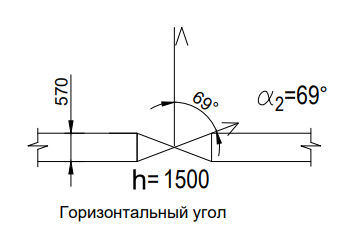 570
69°
α₂=69°
h= 1500
Горизонтальный угол